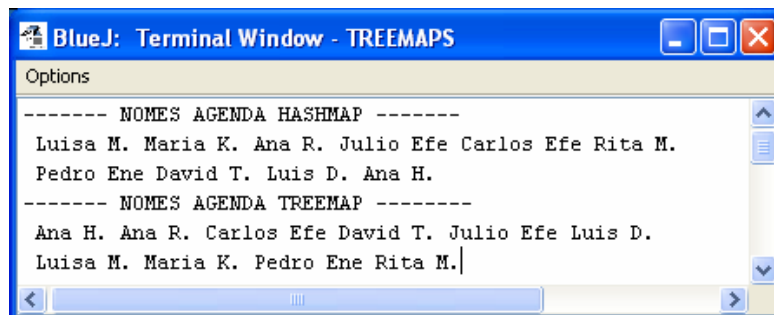 BlueJ: Terminal Window - TREEMAPS
Options
------- NOMES AGENDA HASHMAP -------
Luisa M. Maria K. Ana R. Julio Efe Carlos Efe Rita M.
Pedro Ene David T. Luis D. Ana H.
------- NOMES AGENDA TREEMAP --------
Ana H. Ana R. Carlos Efe David T. Julio Efe Luis D.
Luisa M. Maria K. Pedro Ene Rita M.